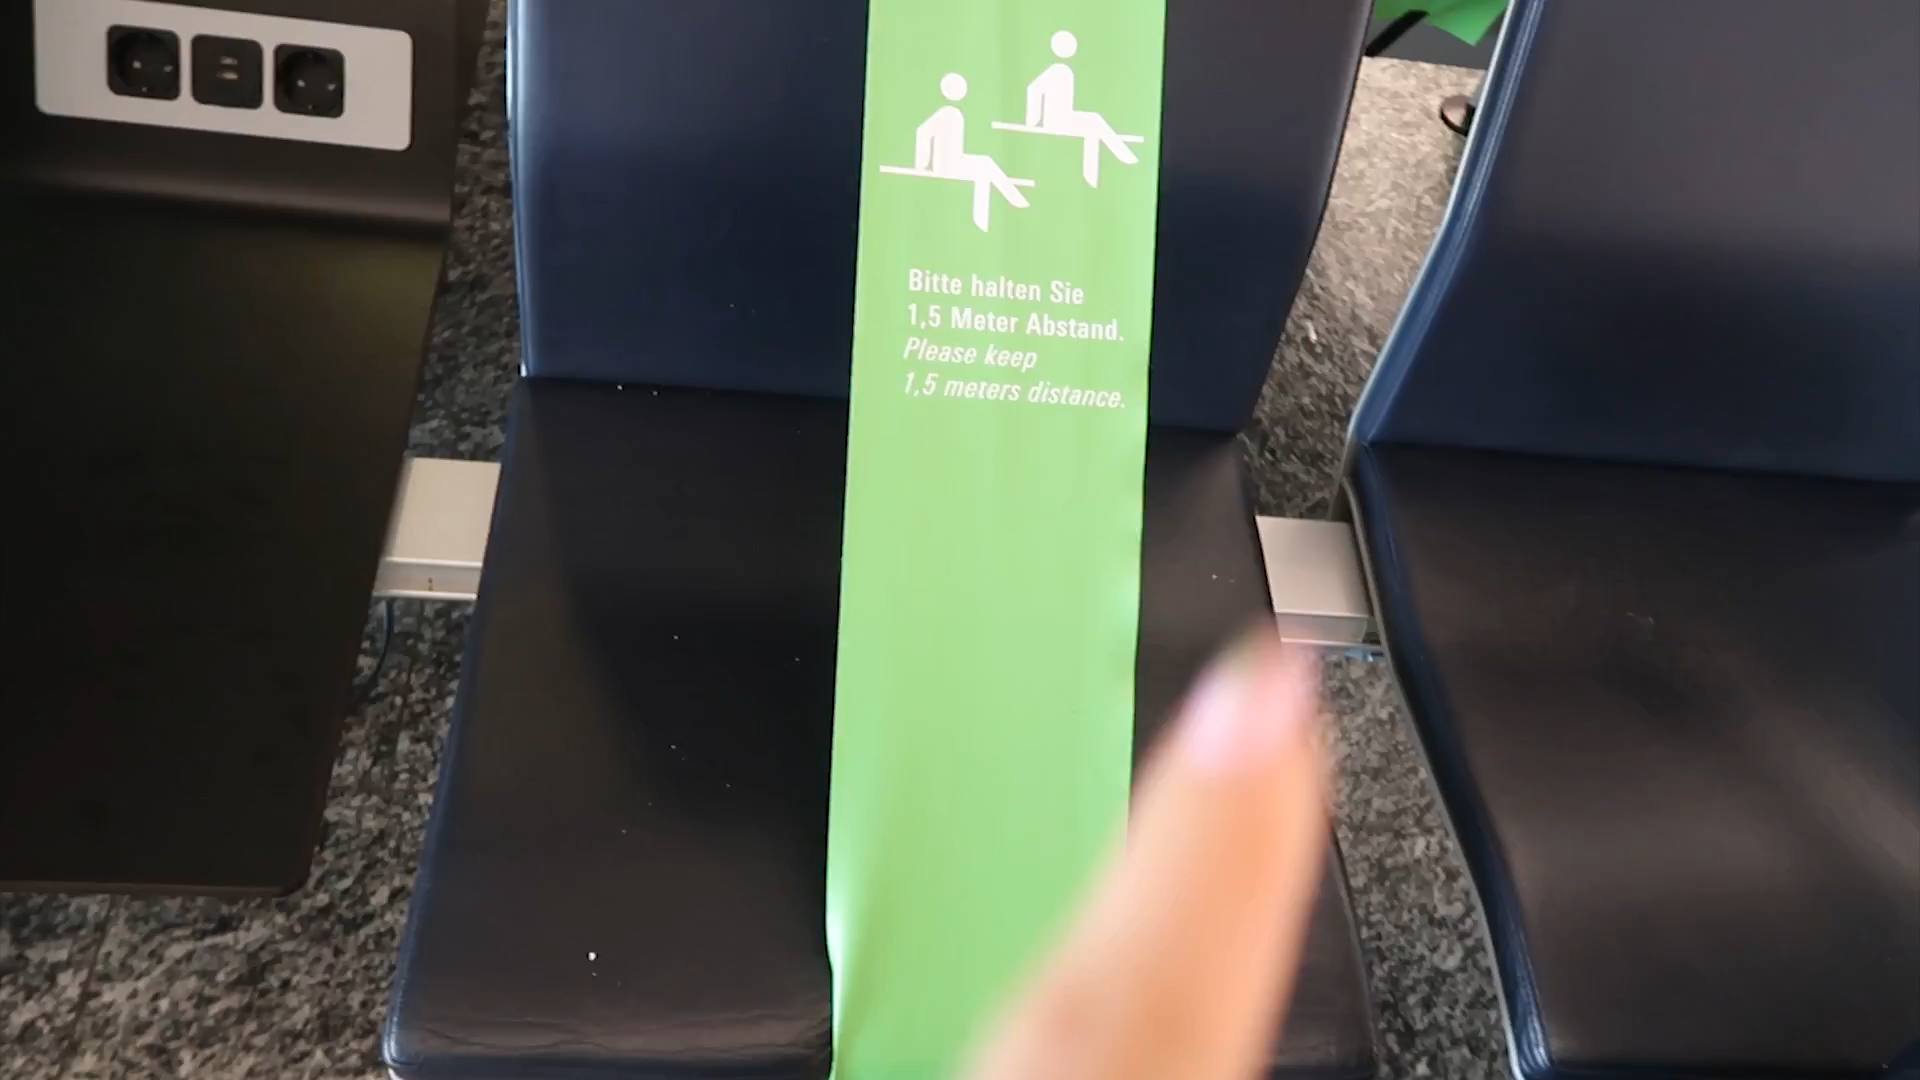 Bitte halten Sie
1,5 Meter Abstand.
Please keep
1,5 meters distance.